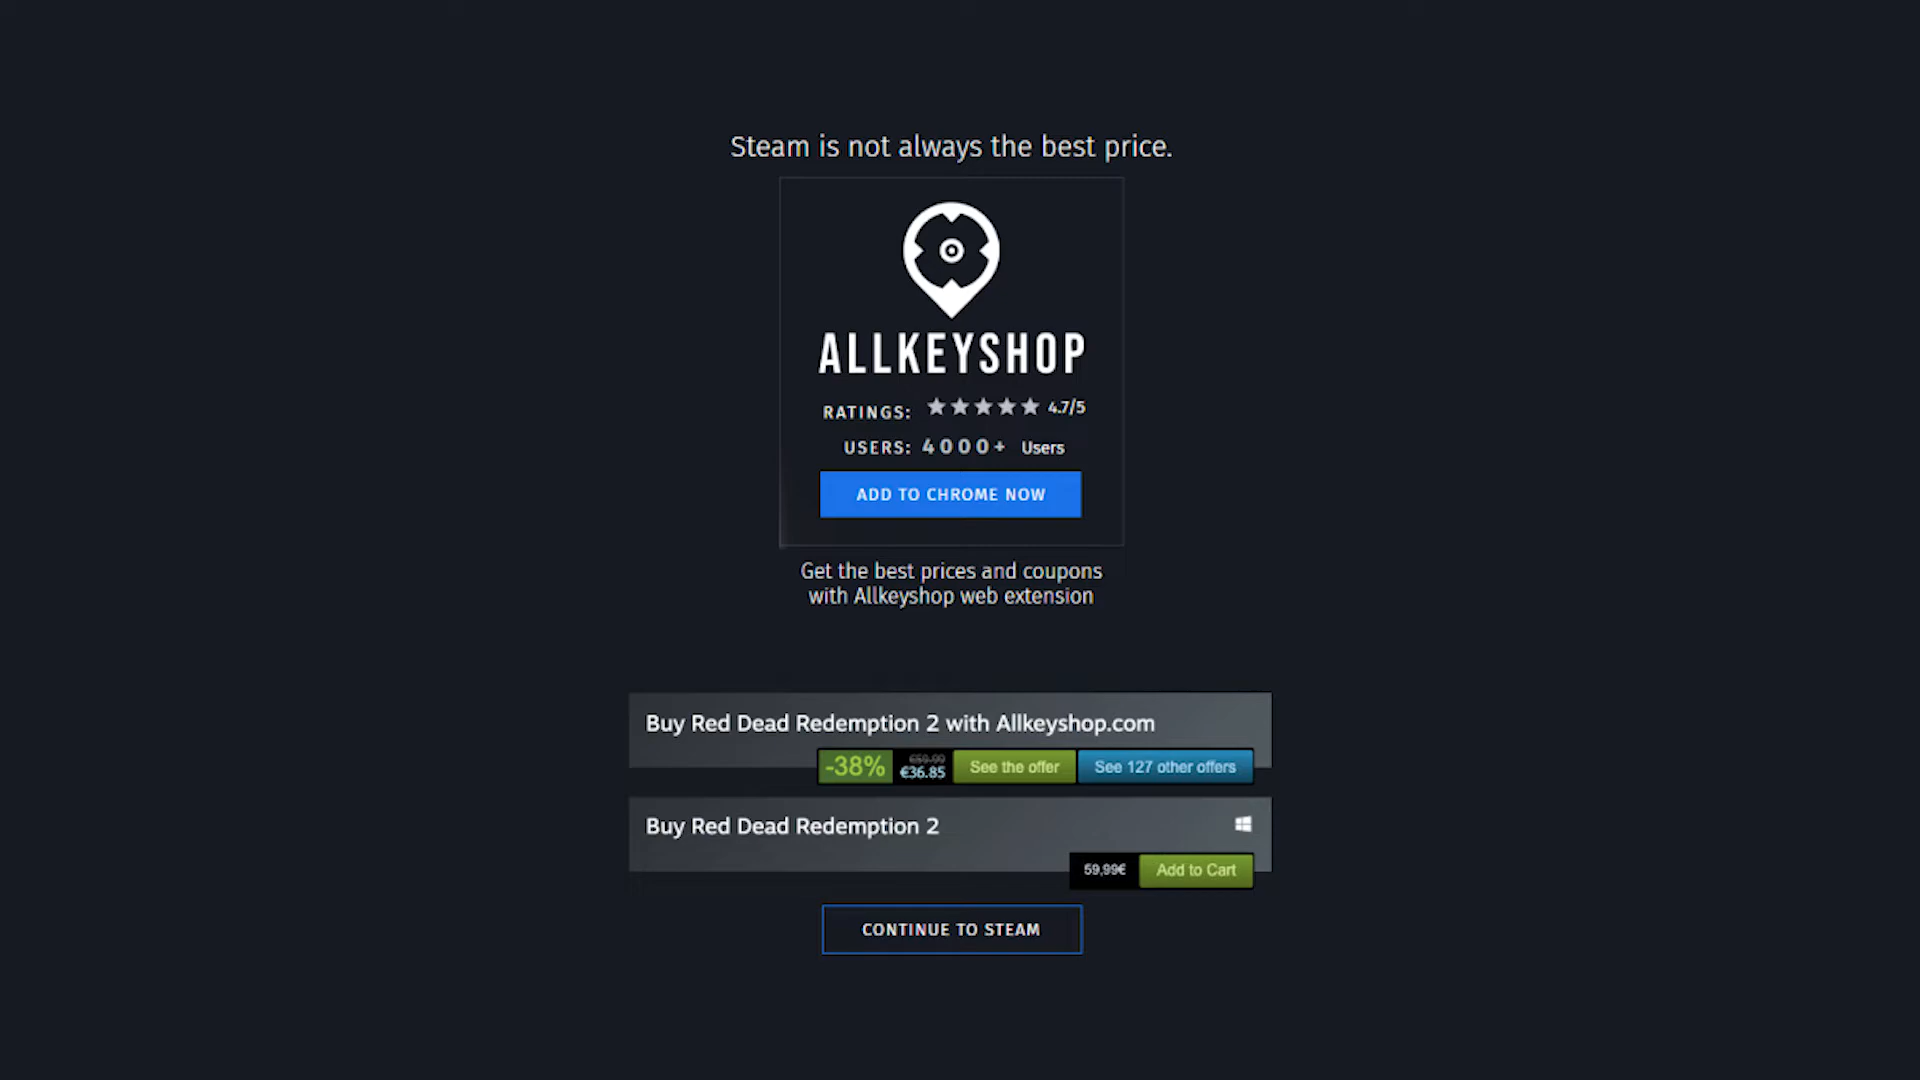 Steam is not always the best price.
ALLKEYSHOP
RATINGS: 4.7/5
USERS: 4000+ Users
ADD TO CHROME NOW
Get the best prices and coupons
with Allkeyshop web extension
Buy Red Dead Redemption 2 with Allkeyshop.com
-38% €59.99 €36.85 See the offer See 127 other offers
Buy Red Dead Redemption 2
59,99€ Add to Cart
CONTINUE TO STEAM